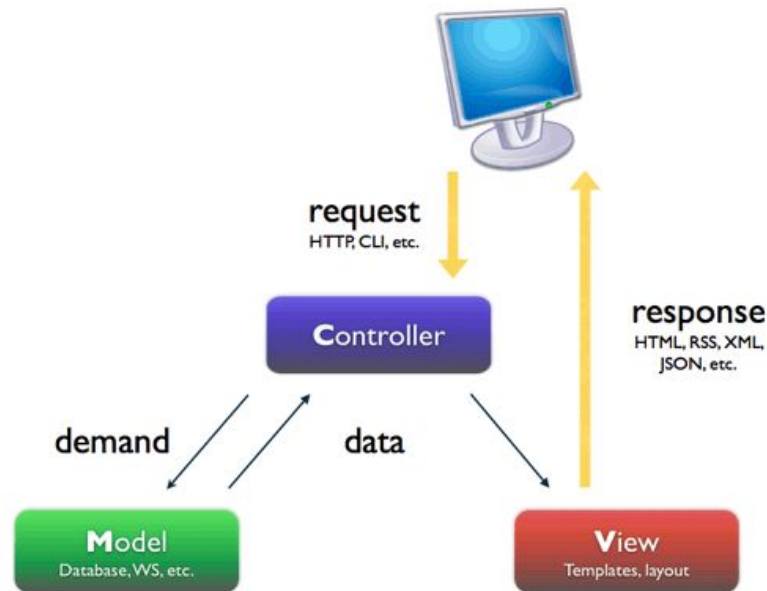 request
HTTP, CLI, etc.
Controller
response
HTML, RSS, XML,
JSON, etc.
demand
data
Model
Database, WS, etc.
View
Templates, layout